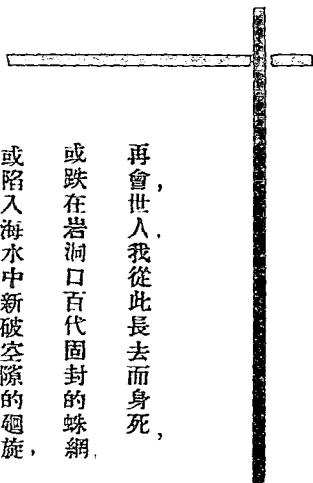 再會，世人，我從此長去而身死，
或跌在岩洞口百代固封的蛛網，
或陷入海水中新破空隙的迴旋，